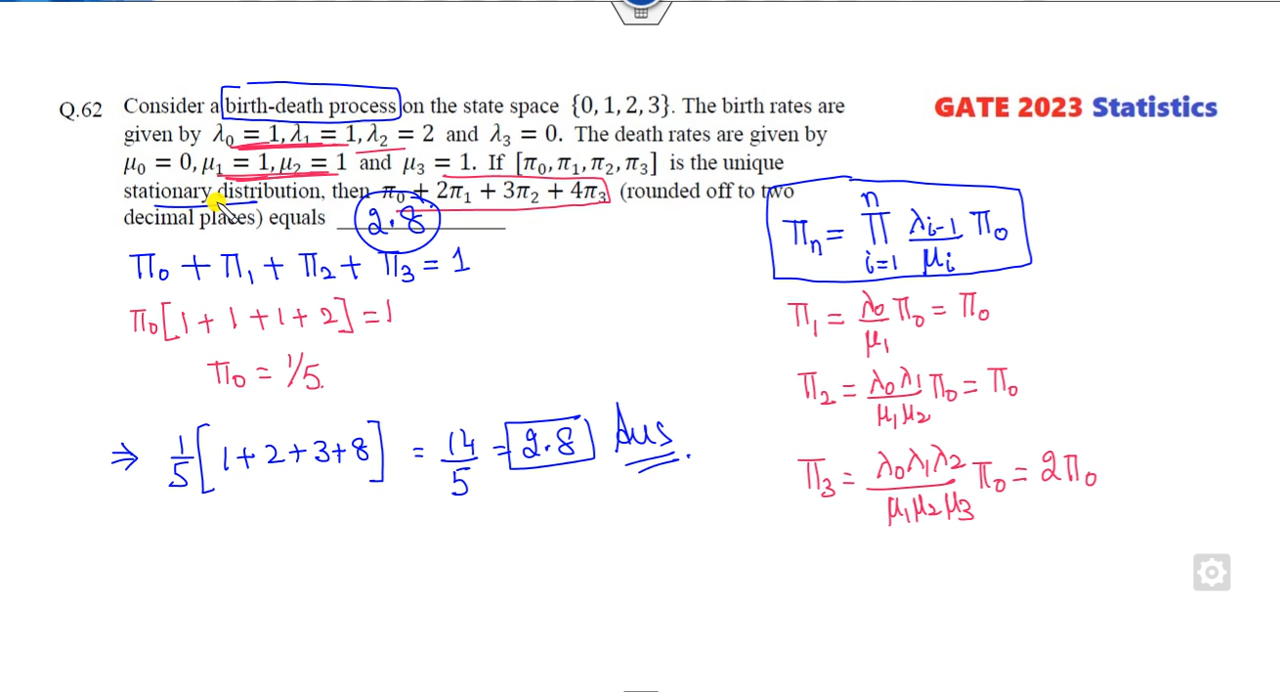 GATE 2023 Statistics
Q.62 Consider a birth-death process on the state space {0, 1, 2, 3}. The birth rates are
given by λ₀ = 1, λ₁ = 1, λ₂ = 2 and λ₃ = 0. The death rates are given by
μ₀ = 0, μ₁ = 1, μ₂ = 1 and μ₃ = 1. If [π₀, π₁, π₂, π₃] is the unique
stationary distribution, then π₀ + 2π₁ + 3π₂ + 4π₃ (rounded off to two
decimal places) equals 2.8
π₀ + π₁ + π₂ + π₃ = 1
π₀[1 + 1 + 1 + 2] = 1
π₀ = 1/5.
⇒ 1/5 [1 + 2 + 3 + 8] = 14/5 = 2.8 Ans.
πₙ = ∏ᵢ₌₁ⁿ λᵢ₋₁/μᵢ π₀
π₁ = λ₀/μ₁ π₀ = π₀
π₂ = λ₀λ₁/μ₁μ₂ π₀ = π₀
π₃ = λ₀λ₁λ₂/μ₁μ₂μ₃ π₀ = 2π₀